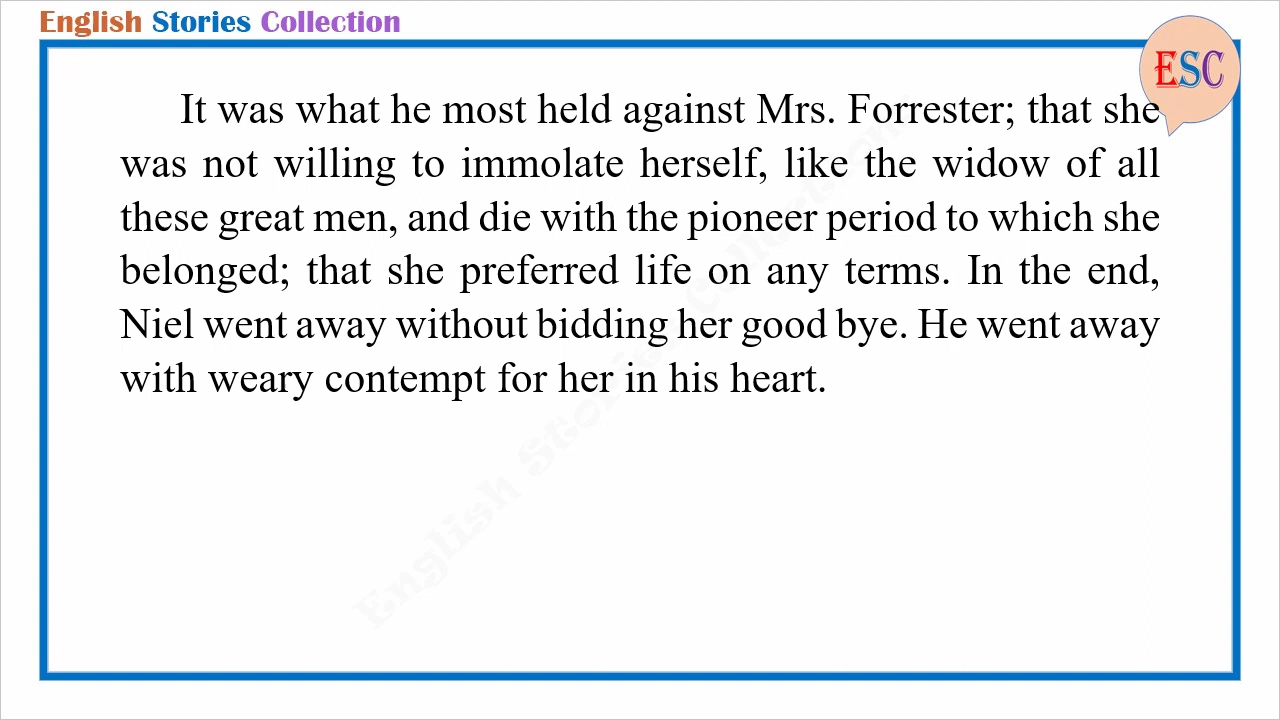 English Stories Collection
ESC
It was what he most held against Mrs. Forrester; that she
was not willing to immolate herself, like the widow of all
these great men, and die with the pioneer period to which she
belonged; that she preferred life on any terms. In the end,
Niel went away without bidding her good bye. He went away
with weary contempt for her in his heart.
English Stories Collection